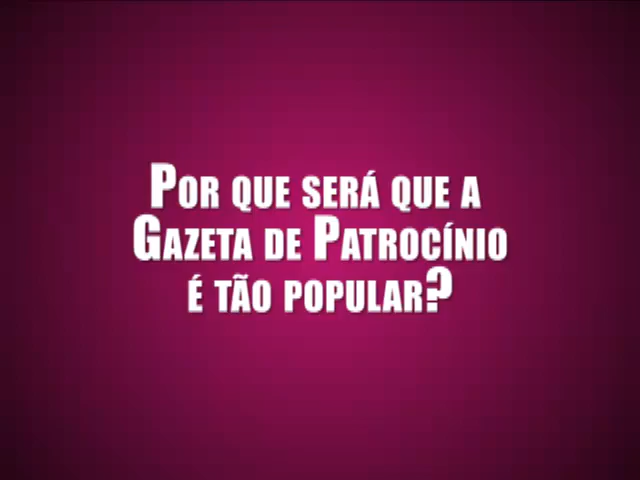 POR QUE SERÁ QUE A
GAZETA DE PATROCÍNIO
É TÃO POPULAR?